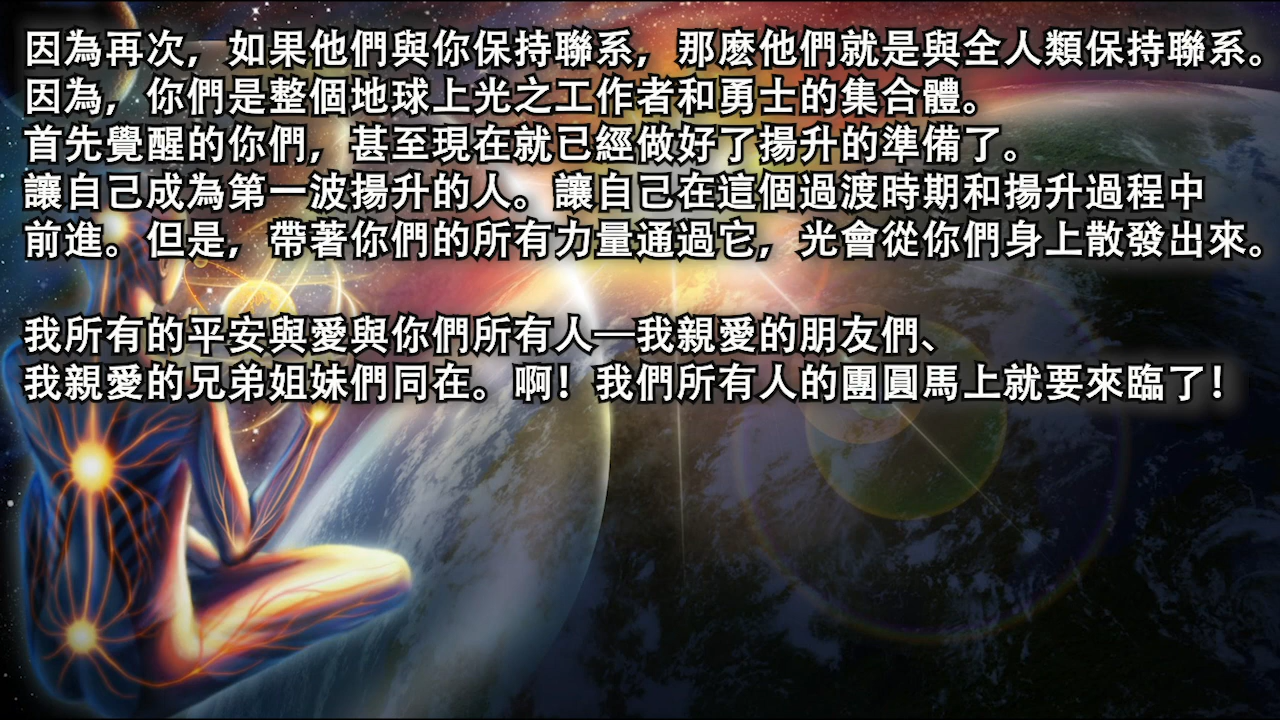 因為再次，如果他們與你保持聯系，那麽他們就是與全人類保持聯系。
因為，你們是整個地球上光之工作者和勇士的集合體。
首先覺醒的你們，甚至現在就已經做好了揚升的準備了。
讓自己成為第一波揚升的人。讓自己在這個過渡時期和揚升過程中
前進。但是，帶著你們的所有力量通過它，光會從你們身上散發出來。
我所有的平安與愛與你們所有人—我親愛的朋友們、
我親愛的兄弟姐妹們同在。啊！我們所有人的團圓馬上就要來臨了！